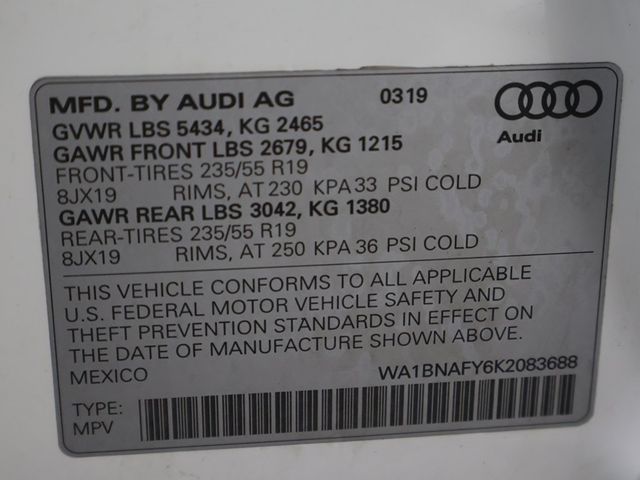 MFD. BY AUDI AG 0319
Audi
GVWR LBS 5434, KG 2465
GAWR FRONT LBS 2679, KG 1215
FRONT-TIRES 235/55 R19
8JX19 RIMS, AT 230 KPA 33 PSI COLD
GAWR REAR LBS 3042, KG 1380
REAR-TIRES 235/55 R19
8JX19 RIMS, AT 250 KPA 36 PSI COLD
THIS VEHICLE CONFORMS TO ALL APPLICABLE
U.S. FEDERAL MOTOR VEHICLE SAFETY AND
THEFT PREVENTION STANDARDS IN EFFECT ON
THE DATE OF MANUFACTURE SHOWN ABOVE.
MEXICO WA1BNAFY6K2083688
TYPE:
MPV